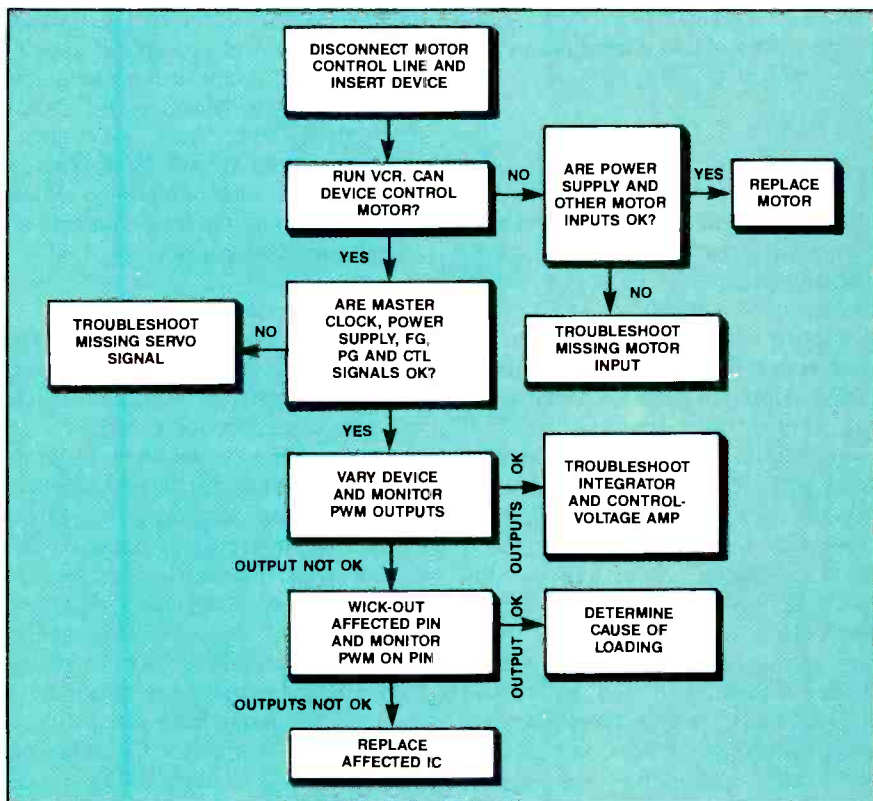 DISCONNECT MOTOR
CONTROL LINE AND
INSERT DEVICE
RUN VCR. CAN
DEVICE CONTROL
MOTOR?
NO
ARE POWER
SUPPLY AND
OTHER MOTOR
INPUTS OK?
YES
REPLACE
MOTOR
YES
NO
TROUBLESHOOT
MISSING MOTOR
INPUT
ARE MASTER
CLOCK, POWER
SUPPLY, FG,
PG AND CTL
SIGNALS OK?
NO
TROUBLESHOOT
MISSING SERVO
SIGNAL
YES
VARY DEVICE
AND MONITOR
PWM OUTPUTS
OUTPUTS OK
TROUBLESHOOT
INTEGRATOR
AND CONTROL-
VOLTAGE AMP
OUTPUT NOT OK
WICK-OUT
AFFECTED PIN
AND MONITOR
PWM ON PIN
OUTPUT OK
DETERMINE
CAUSE OF
LOADING
OUTPUTS NOT OK
REPLACE
AFFECTED IC